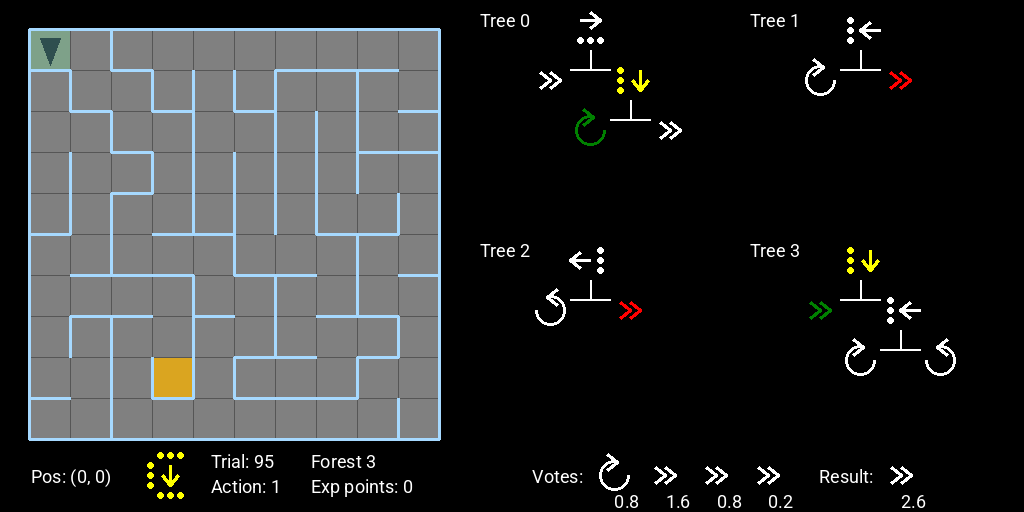 Tree 0
Tree 1
Tree 2
Tree 3
Pos: (0, 0)
Trial: 95
Forest 3
Action: 1
Exp points: 0
Votes:
0.8
1.6
0.8
0.2
Result:
2.6